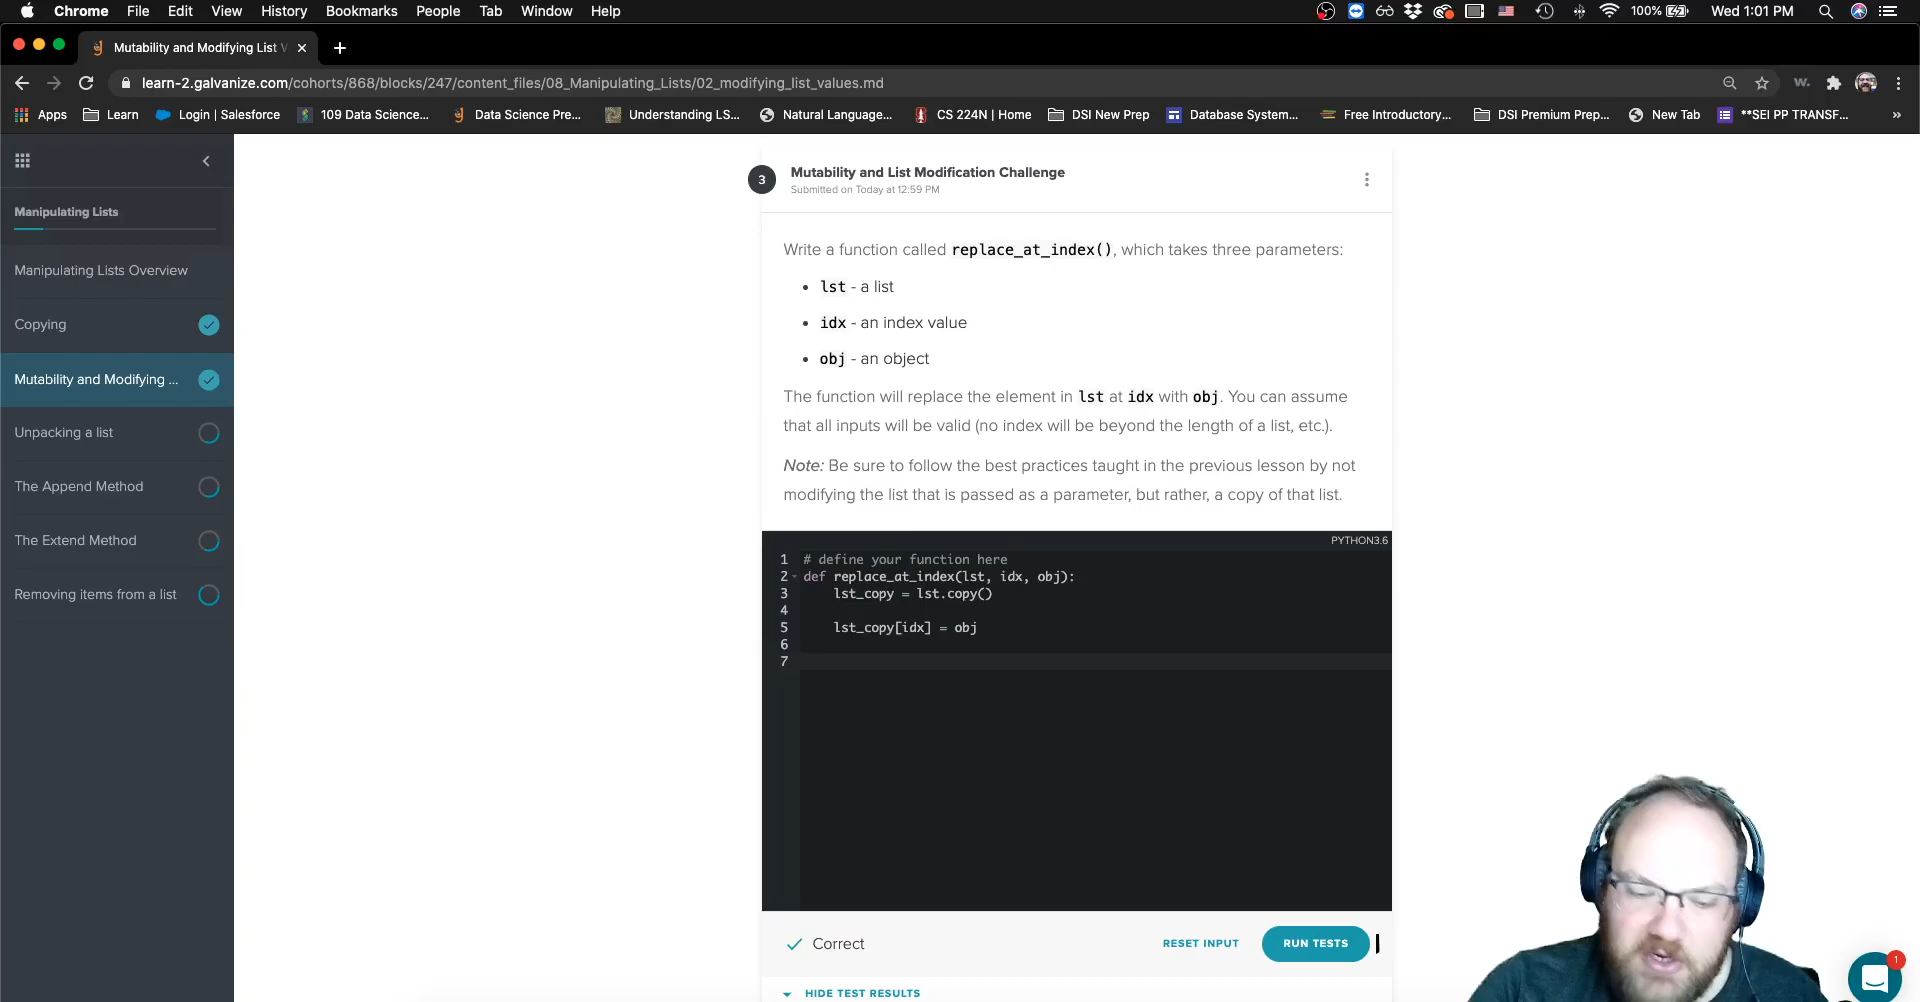 Chrome File Edit View History Bookmarks People Tab Window Help 100% Wed 1:01 PM
Mutability and Modifying List V
learn-2.galvanize.com/cohorts/868/blocks/247/content_files/08_Manipulating_Lists/02_modifying_list_values.md
Apps Learn Login | Salesforce 109 Data Science... Data Science Pre... Understanding LS... Natural Language... CS 224N | Home DSI New Prep Database System... Free Introductory... DSI Premium Prep... New Tab **SEI PP TRANSF... »
Manipulating Lists
Manipulating Lists Overview
Copying
Mutability and Modifying ...
Unpacking a list
The Append Method
The Extend Method
Removing items from a list
3 Mutability and List Modification Challenge
Submitted on Today at 12:59 PM
Write a function called replace_at_index(), which takes three parameters:
• lst - a list
• idx - an index value
• obj - an object
The function will replace the element in lst at idx with obj. You can assume
that all inputs will be valid (no index will be beyond the length of a list, etc.).
Note: Be sure to follow the best practices taught in the previous lesson by not
modifying the list that is passed as a parameter, but rather, a copy of that list.
PYTHON3.6
1 # define your function here
2 def replace_at_index(lst, idx, obj):
3 lst_copy = lst.copy()
4
5 lst_copy[idx] = obj
6
7
Correct RESET INPUT RUN TESTS
HIDE TEST RESULTS
1